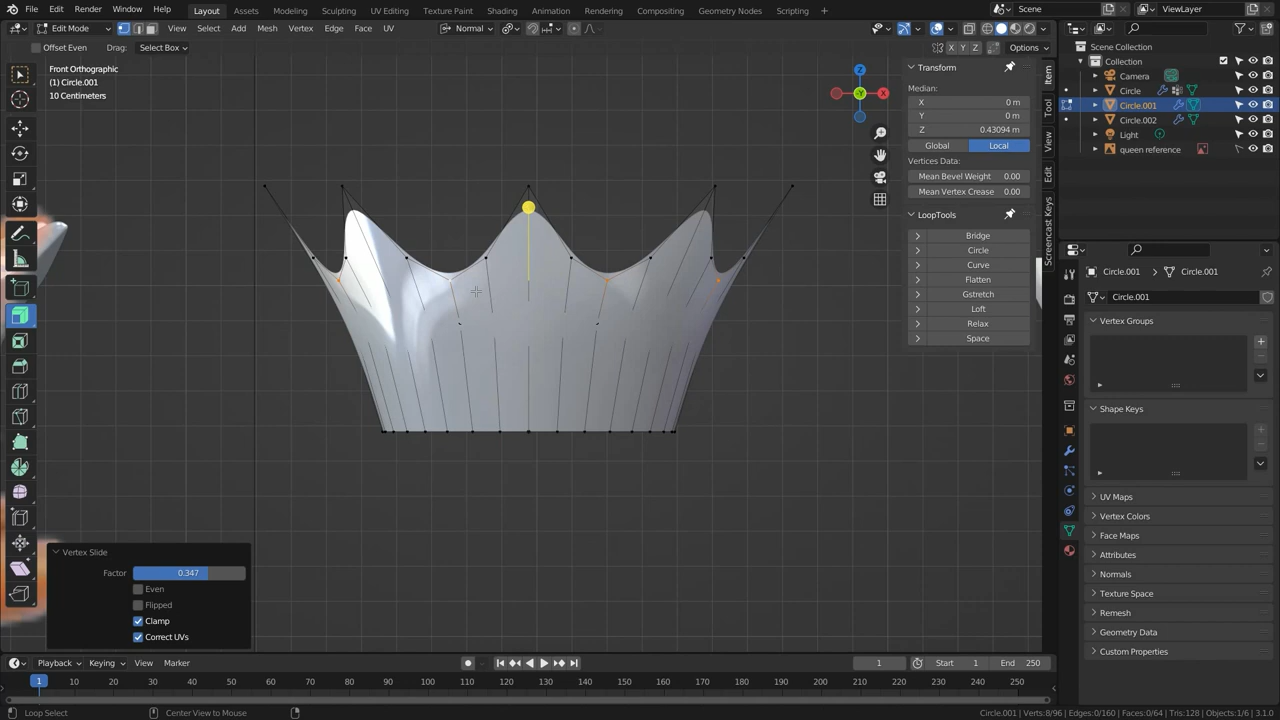 File Edit Render Window Help Layout Modeling Sculpting UV Editing Texture Paint Shading Animation Rendering Compositing Geometry Nodes Scripting Scene ViewLayer
Edit Mode View Select Add Mesh Vertex Edge Face UV Normal
Offset Even Drag: Select Box X Y Z Options
Front Orthographic
(1) Circle.001
10 Centimeters
Z
X
-Y
Transform
Median:
X 0 m
Y 0 m
Z 0.43094 m
Global Local
Vertices Data:
Mean Bevel Weight 0.00
Mean Vertex Crease 0.00
LoopTools
Bridge
Circle
Curve
Flatten
Gstretch
Loft
Relax
Space
Item
Tool
View
Edit
Screencast Keys
Scene Collection
Collection
Camera
Circle
Circle.001
Circle.002
Light
queen reference
Circle.001 Circle.001
Circle.001
Vertex Groups
Shape Keys
UV Maps
Vertex Colors
Face Maps
Attributes
Normals
Texture Space
Remesh
Geometry Data
Custom Properties
Vertex Slide
Factor 0.347
Even
Flipped
Clamp
Correct UVs
Playback Keying View Marker 1 Start 1 End 250
1 10 20 30 40 50 60 70 80 90 100 110 120 130 140 150 160 170 180 190 200 210 220 230 240 250
Loop Select Center View to Mouse Circle.001 | Verts:8/96 | Edges:0/160 | Faces:0/64 | Tris:128 | Objects:1/6 | 3.1.0